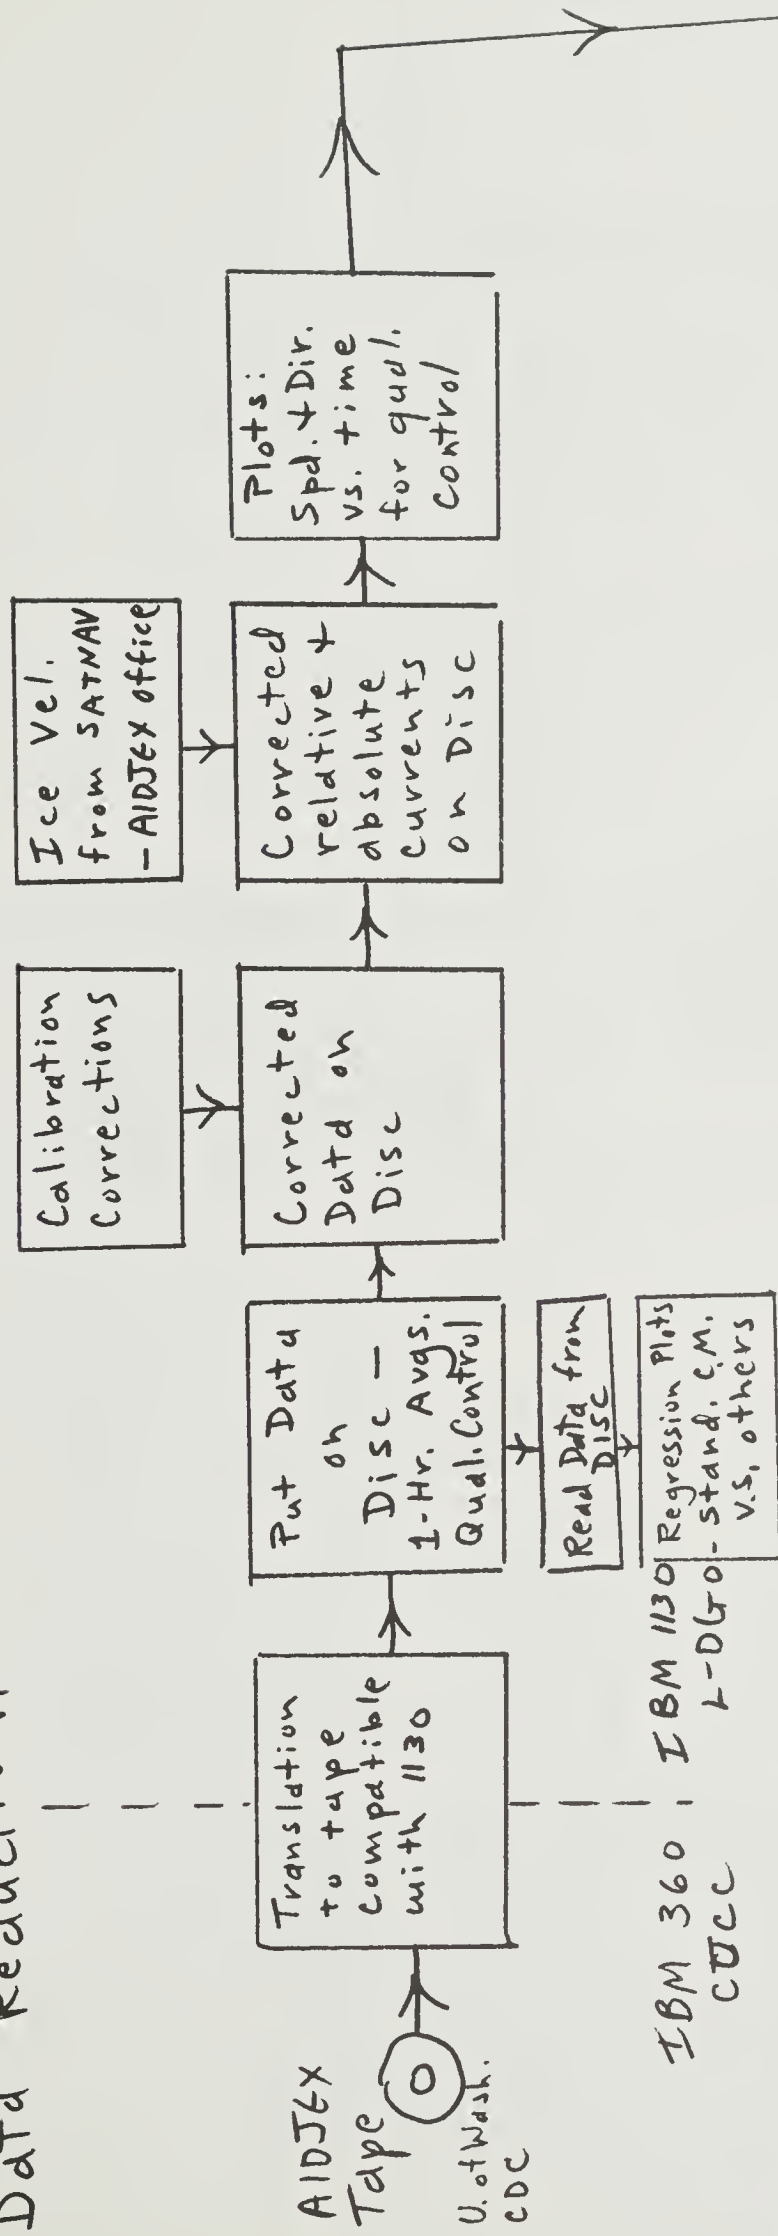 Data Reduction
AIDJEX
Tape
U. of Wash.
CDC
Translation
to tape
compatible
with 1130
IBM 360
CUCC
IBM 1130
L-DGO
Put Data
on
Disc —
1-Hr. Avgs.
Qual. Control
Read Data from
Disc
Regression Plots
- Stand. C.M.
v.s. others
Calibration
Corrections
Corrected
Data on
Disc
Ice Vel.
from SATNAV
- AIDJEX office
Corrected
relative +
absolute
currents
on Disc
Plots:
Spd. + Dir.
vs. time
for qual.
control